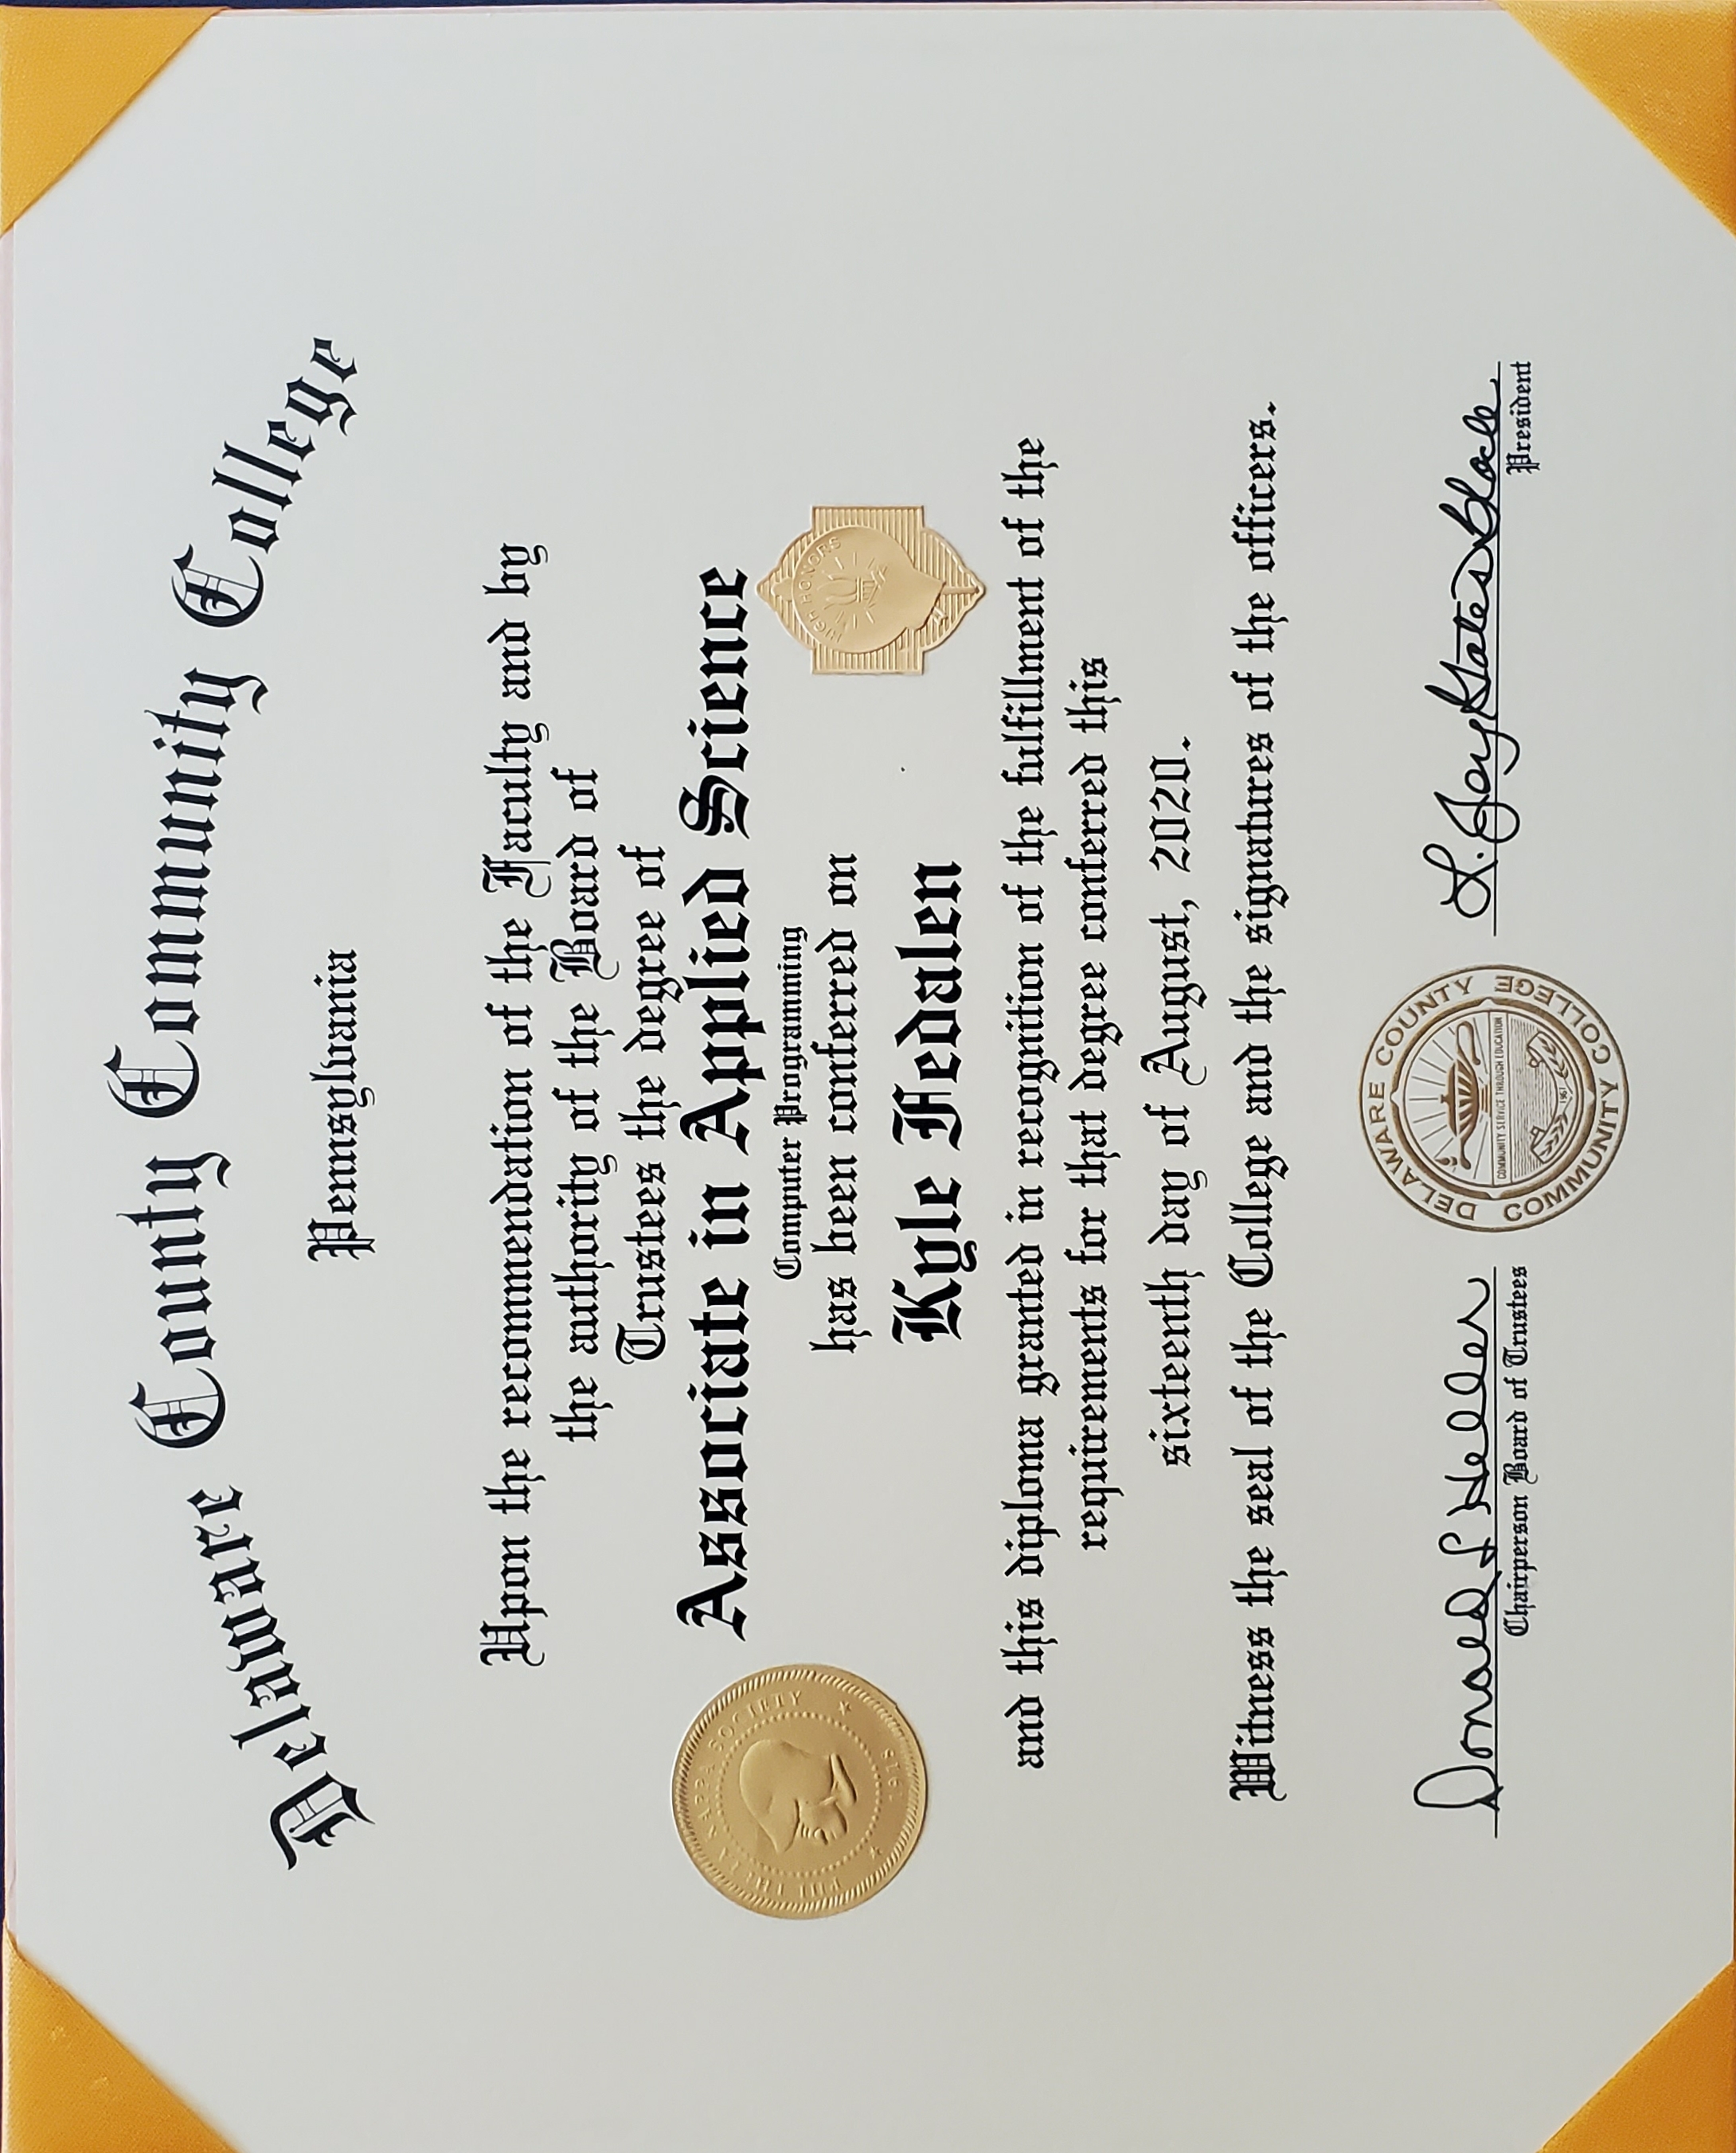 Delaware County Community College
Pennsylvania
Upon the recommendation of the Faculty and by
the authority of the Board of
Trustees the degree of
Associate in Applied Science
Computer Programming
has been conferred on
Kyle Fedalen
and this diploma granted in recognition of the fulfillment of the
requirements for that degree conferred this
sixteenth day of August, 2020.
Witness the seal of the College and the signatures of the officers.
PHI THETA KAPPA SOCIETY
1918
HIGH HONORS
Donald L Heller
Chairperson Board of Trustees
DELAWARE COUNTY
COMMUNITY SERVICE THROUGH EDUCATION
1967
COMMUNITY COLLEGE
L. Joy Gates Black
President